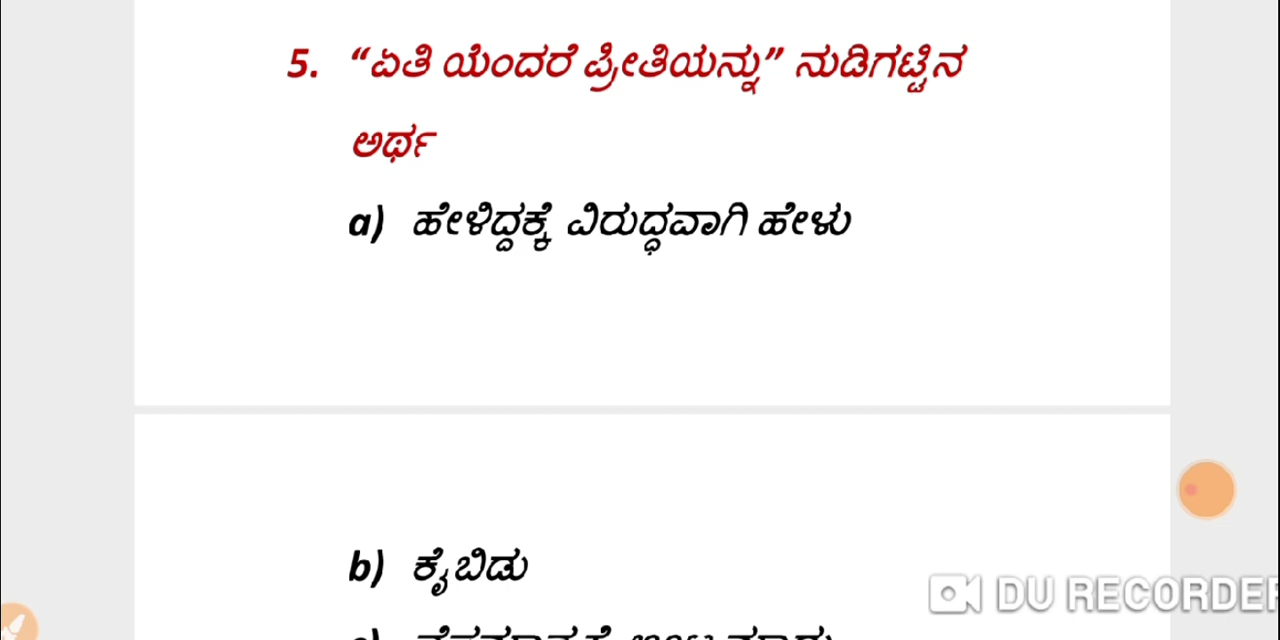 5. “ಏತಿ ಯೆಂದರೆ ಪ್ರೀತಿಯನ್ನು” ನುಡಿಗಟ್ಟಿನ
ಅರ್ಥ
a) ಹೇಳಿದ್ದಕ್ಕೆ ವಿರುದ್ಧವಾಗಿ ಹೇಳು
b) ಕೈಬಿಡು
DU RECORDER